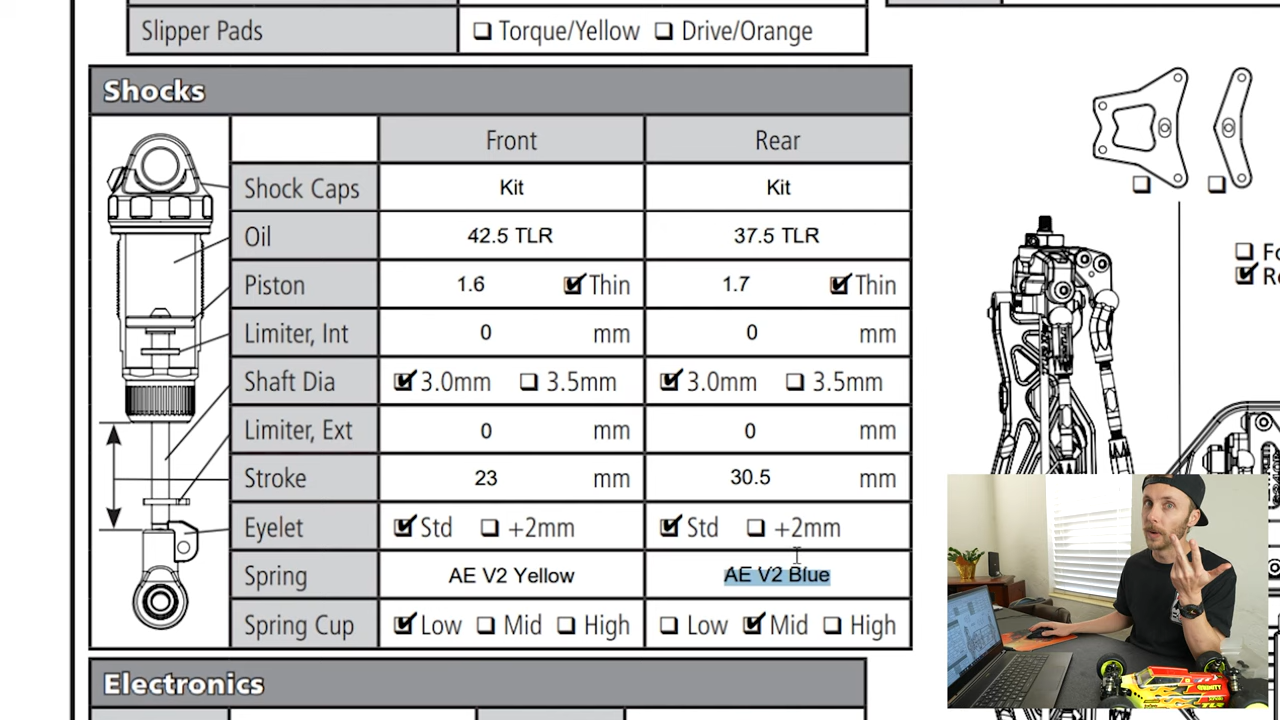 Slipper Pads Torque/Yellow Drive/Orange
Shocks
Front Rear
Shock Caps Kit Kit
Oil 42.5 TLR 37.5 TLR
Piston 1.6 Thin 1.7 Thin
Limiter, Int 0 mm 0 mm
Shaft Dia 3.0mm 3.5mm 3.0mm 3.5mm
Limiter, Ext 0 mm 0 mm
Stroke 23 mm 30.5 mm
Eyelet Std +2mm Std +2mm
Spring AE V2 Yellow AE V2 Blue
Spring Cup Low Mid High Low Mid High
Electronics